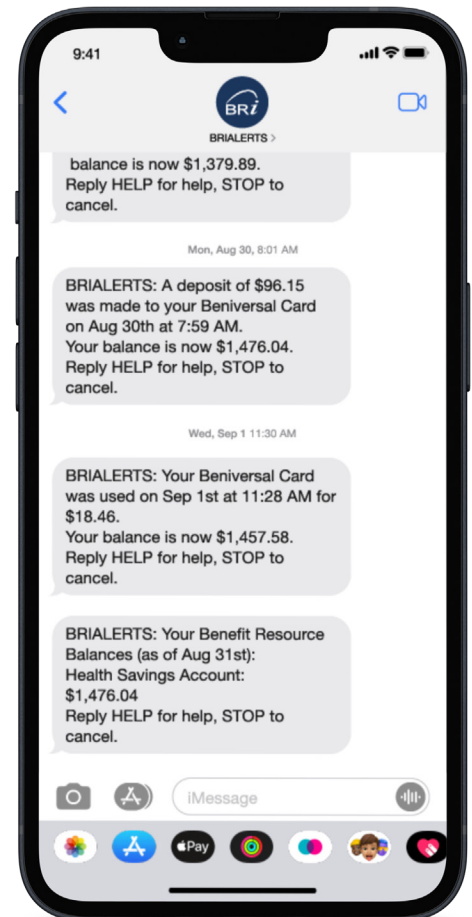 9:41
BRi
BRIALERTS >
balance is now $1,379.89.
Reply HELP for help, STOP to
cancel.
Mon, Aug 30, 8:01 AM
BRIALERTS: A deposit of $96.15
was made to your Beniversal Card
on Aug 30th at 7:59 AM.
Your balance is now $1,476.04.
Reply HELP for help, STOP to
cancel.
Wed, Sep 1 11:30 AM
BRIALERTS: Your Beniversal Card
was used on Sep 1st at 11:28 AM for
$18.46.
Your balance is now $1,457.58.
Reply HELP for help, STOP to
cancel.
BRIALERTS: Your Benefit Resource
Balances (as of Aug 31st):
Health Savings Account:
$1,476.04
Reply HELP for help, STOP to
cancel.
iMessage
Pay